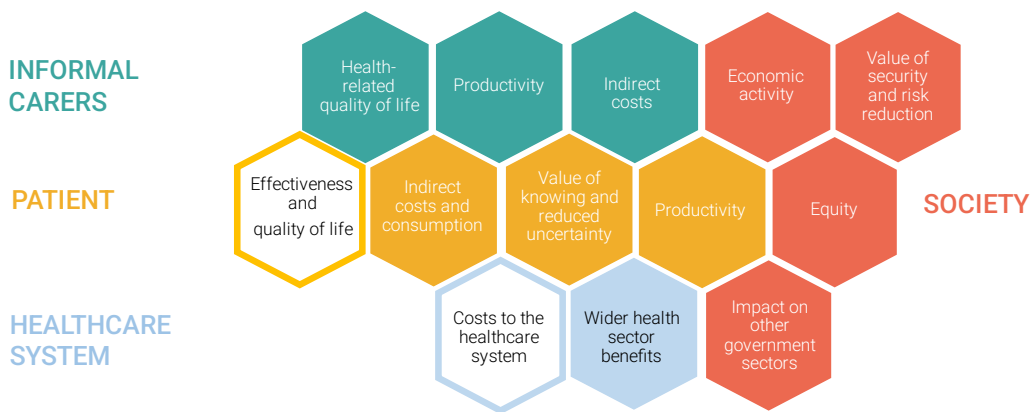 INFORMAL
CARERS
Health-
related
quality of life
Productivity
Indirect
costs
Economic
activity
Value of
security
and risk
reduction
PATIENT
Effectiveness
and
quality of life
Indirect
costs and
consumption
Value of
knowing and
reduced
uncertainty
Productivity
Equity
SOCIETY
HEALTHCARE
SYSTEM
Costs to the
healthcare
system
Wider health
sector
benefits
Impact on
other
government
sectors